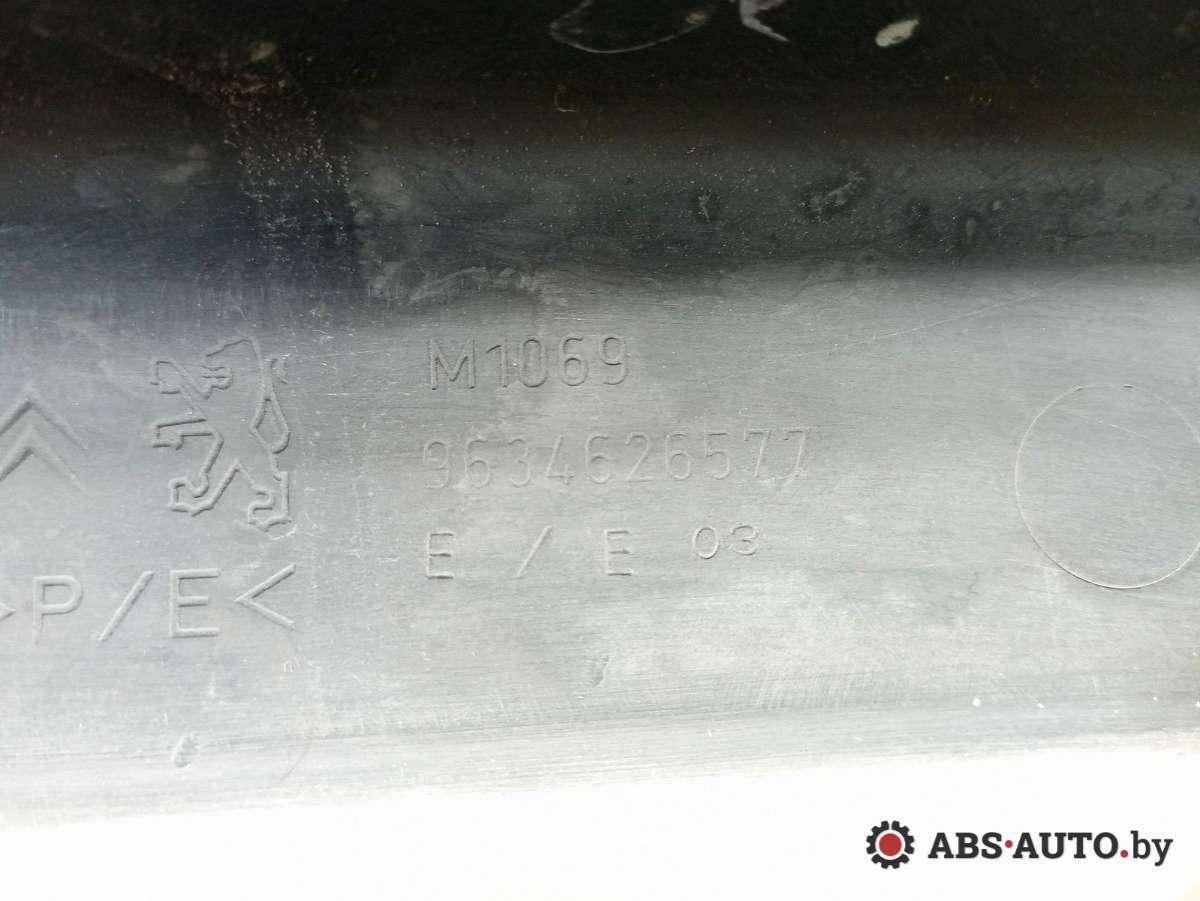 M1069
9634626577
E / E 03
>P/E<
ABS·AUTO.by